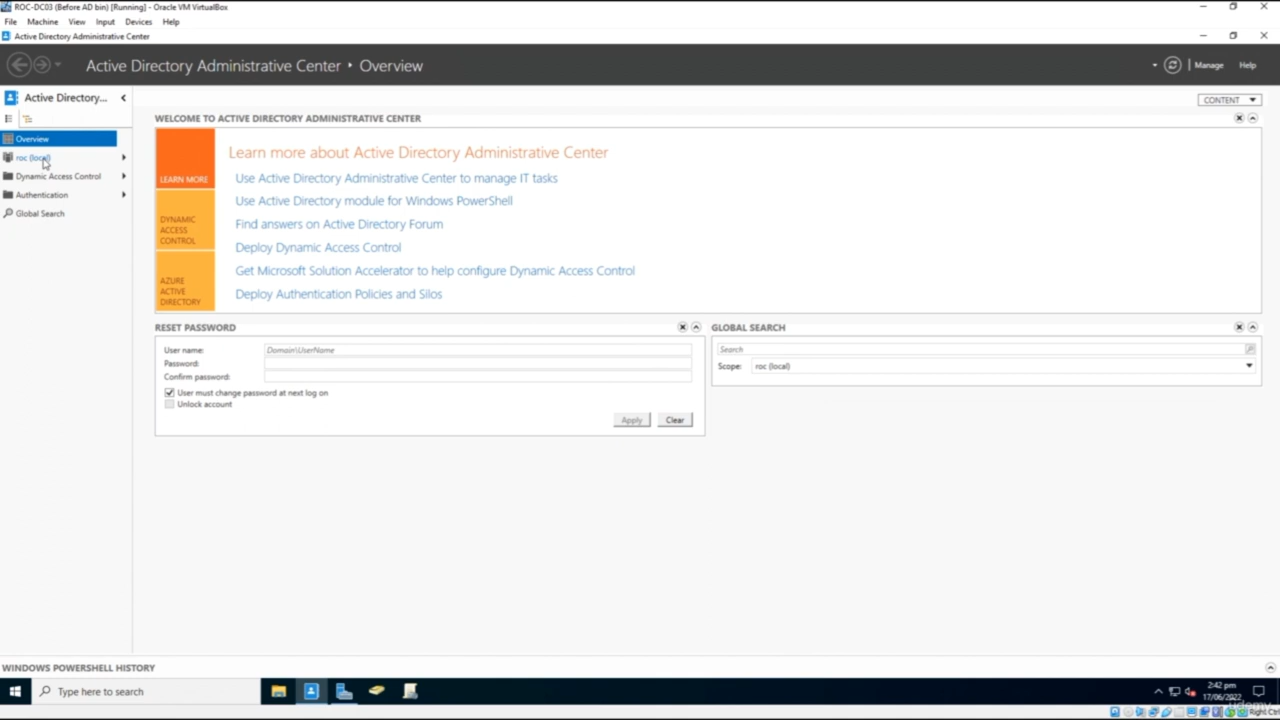 ROC-DC03 (Before AD bin) [Running] - Oracle VM VirtualBox
File Machine View Input Devices Help
Active Directory Administrative Center
Active Directory Administrative Center • Overview
Manage Help
Active Directory...
CONTENT
Overview
roc (local)
Dynamic Access Control
Authentication
Global Search
WELCOME TO ACTIVE DIRECTORY ADMINISTRATIVE CENTER
LEARN MORE
DYNAMIC
ACCESS
CONTROL
AZURE
ACTIVE
DIRECTORY
Learn more about Active Directory Administrative Center
Use Active Directory Administrative Center to manage IT tasks
Use Active Directory module for Windows PowerShell
Find answers on Active Directory Forum
Deploy Dynamic Access Control
Get Microsoft Solution Accelerator to help configure Dynamic Access Control
Deploy Authentication Policies and Silos
RESET PASSWORD
User name: Domain\UserName
Password:
Confirm password:
User must change password at next log on
Unlock account
Apply Clear
GLOBAL SEARCH
Search
Scope: roc (local)
WINDOWS POWERSHELL HISTORY
Type here to search
2:42 pm
17/06/2022
udemy
Right Ctrl